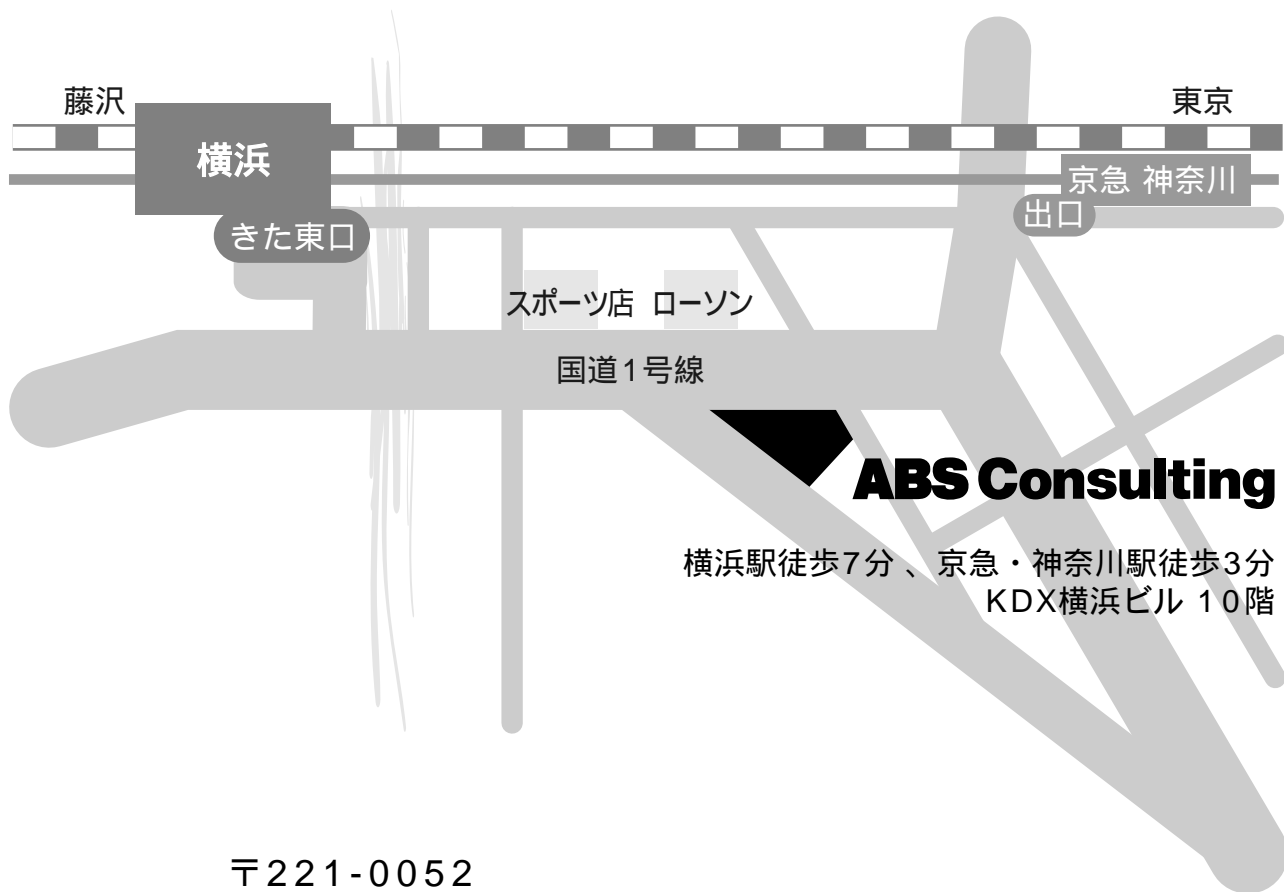 藤沢
東京
横浜
京急 神奈川
出口
きた東口
スポーツ店 ローソン
国道1号線
ABS Consulting
横浜駅徒歩7分 、京急・神奈川駅徒歩3分
KDX横浜ビル 10階
〒221-0052